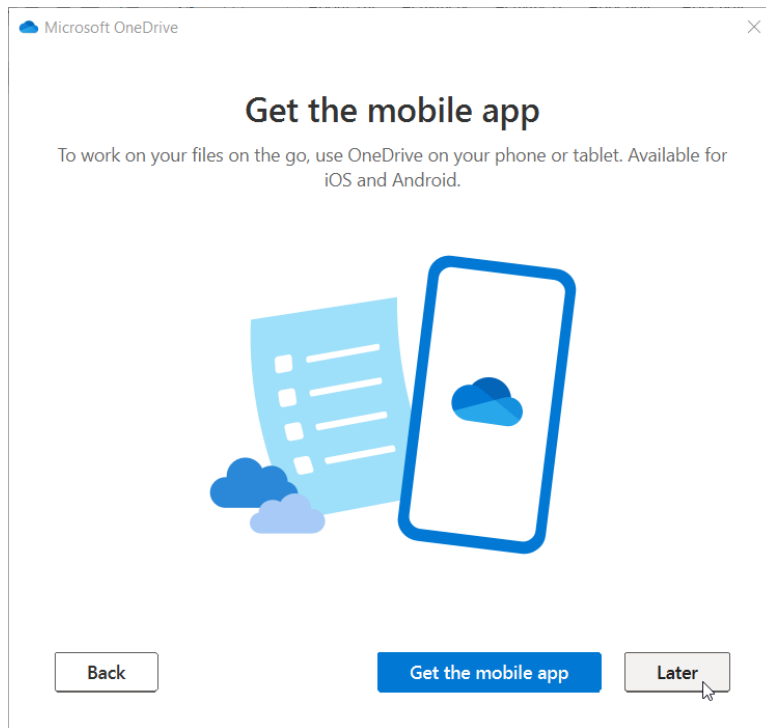 Microsoft OneDrive
Get the mobile app
To work on your files on the go, use OneDrive on your phone or tablet. Available for
iOS and Android.
Back
Get the mobile app
Later